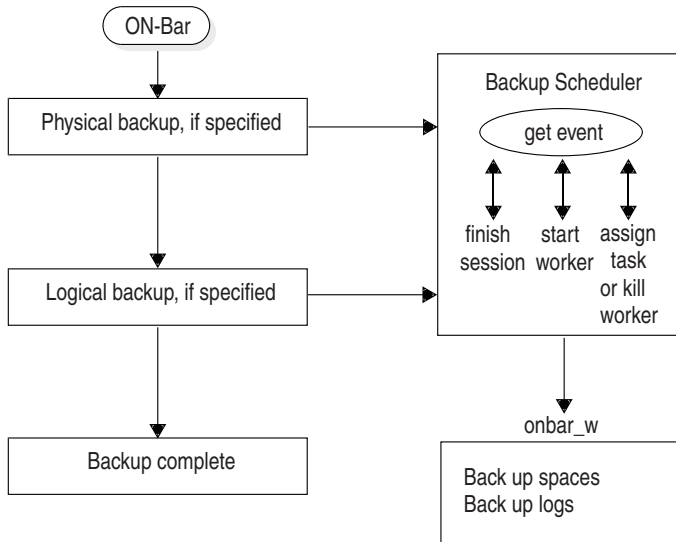 ON-Bar
Physical backup, if specified
Logical backup, if specified
Backup complete
Backup Scheduler
get event
finish
session
start
worker
assign
task
or kill
worker
onbar_w
Back up spaces
Back up logs